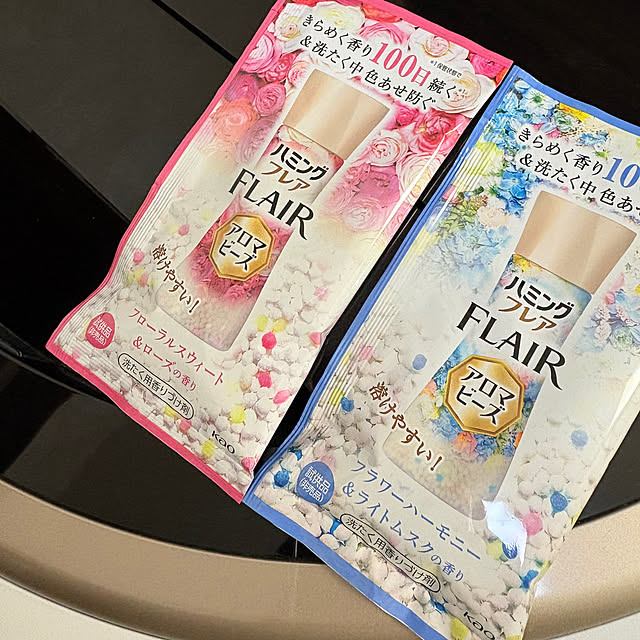 きらめく香り100日続く*1
*1 保管状態で
&洗たく中色あせ防ぐ
ハミング
フレア
FLAIR
アロマ
ビーズ
溶けやすい!
試供品
(非売品)
フローラルスウィート
&ローズの香り
洗たく用香りづけ剤
Kao
きらめく香り10
&洗たく中色あせ
ハミング
フレア
FLAIR
アロマ
ビーズ
溶けやすい!
試供品
(非売品)
フラワーハーモニー
&ライトムスクの香り
洗たく用香りづけ剤
Kao